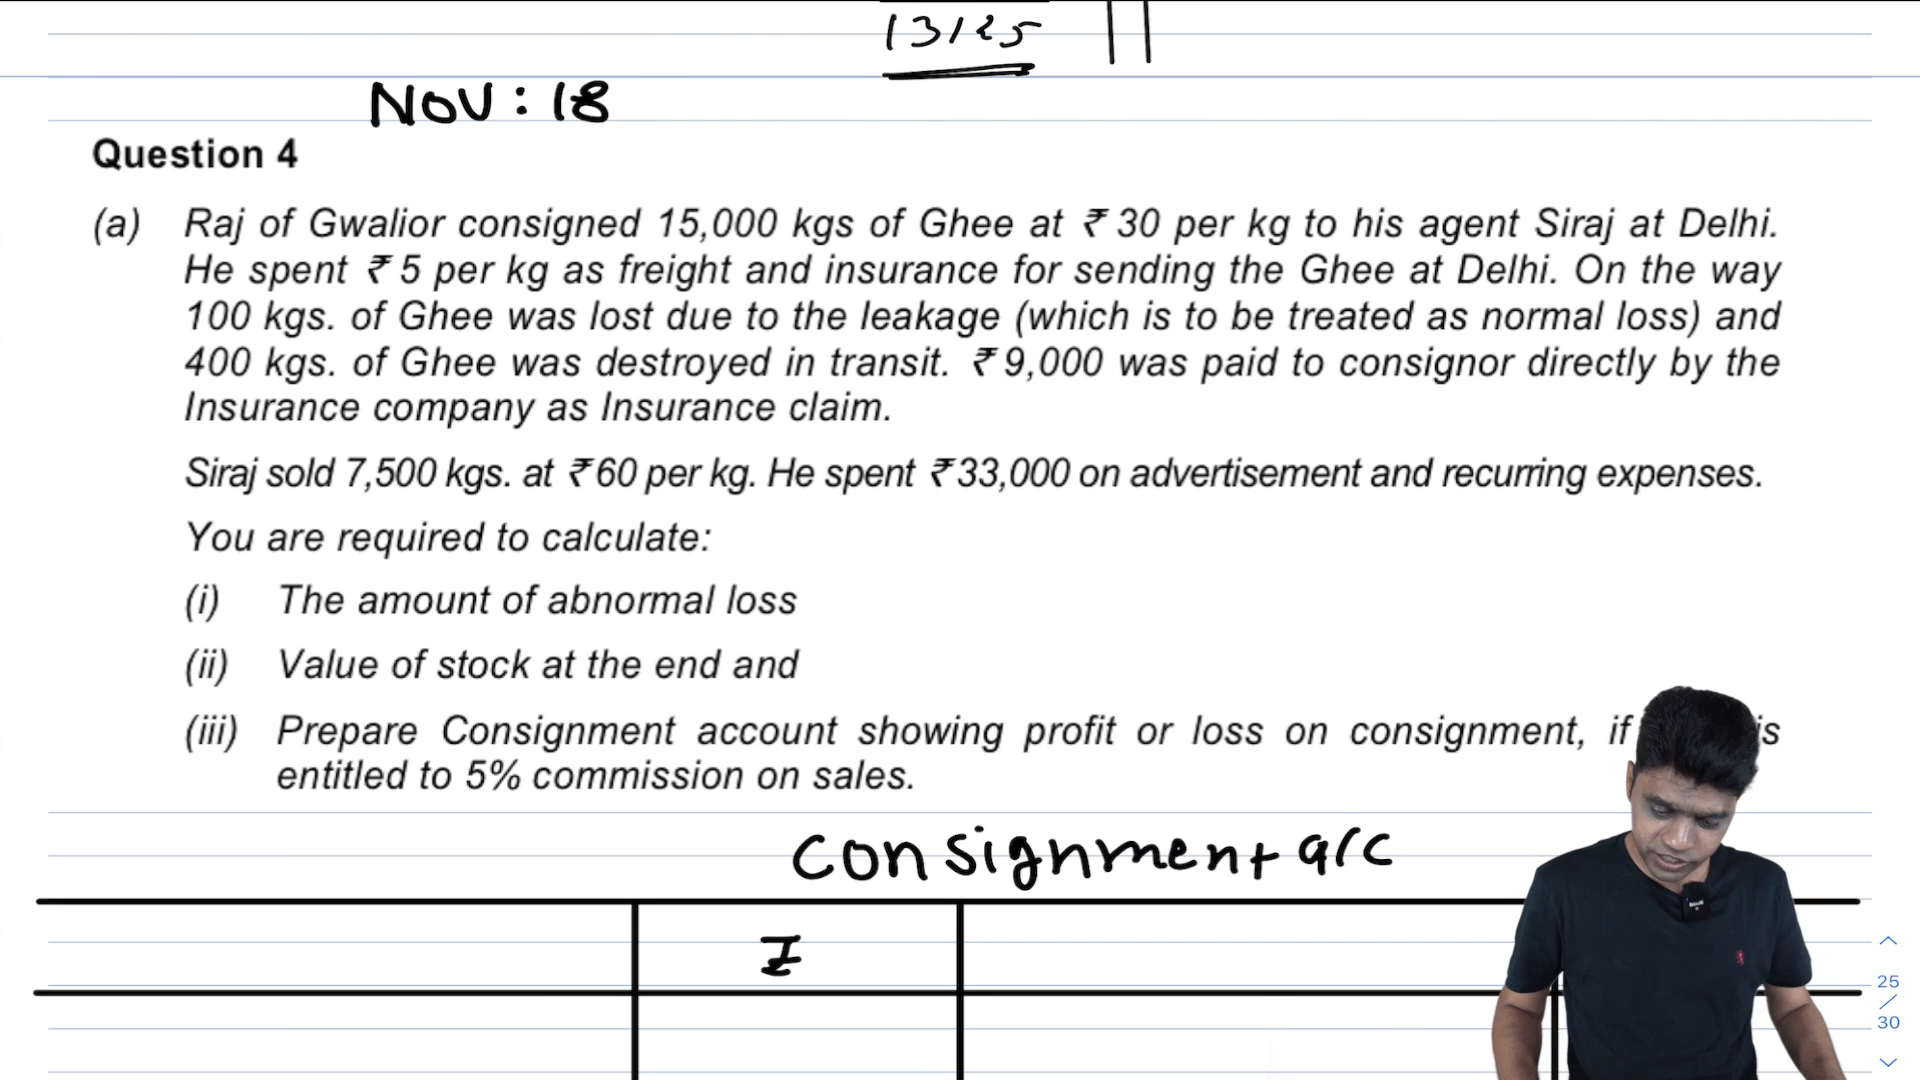 13125
NOV : 18
Question 4
(a) Raj of Gwalior consigned 15,000 kgs of Ghee at ₹ 30 per kg to his agent Siraj at Delhi.
He spent ₹ 5 per kg as freight and insurance for sending the Ghee at Delhi. On the way
100 kgs. of Ghee was lost due to the leakage (which is to be treated as normal loss) and
400 kgs. of Ghee was destroyed in transit. ₹ 9,000 was paid to consignor directly by the
Insurance company as Insurance claim.
Siraj sold 7,500 kgs. at ₹ 60 per kg. He spent ₹ 33,000 on advertisement and recurring expenses.
You are required to calculate:
(i) The amount of abnormal loss
(ii) Value of stock at the end and
(iii) Prepare Consignment account showing profit or loss on consignment, if is
entitled to 5% commission on sales.
Consignment a/c
₹
25
/
30